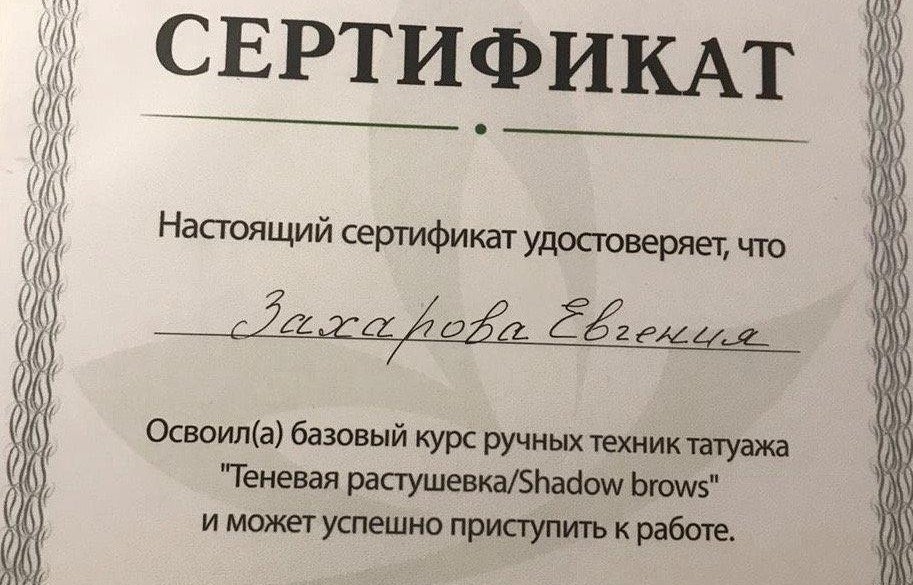 СЕРТИФИКАТ
Настоящий сертификат удостоверяет, что
Захарова Евгения
Освоил(а) базовый курс ручных техник татуажа
"Теневая растушевка/Shadow brows"
и может успешно приступить к работе.